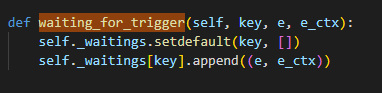 def waiting_for_trigger(self, key, e, e_ctx):
    self._waitings.setdefault(key, [])
    self._waitings[key].append((e, e_ctx))